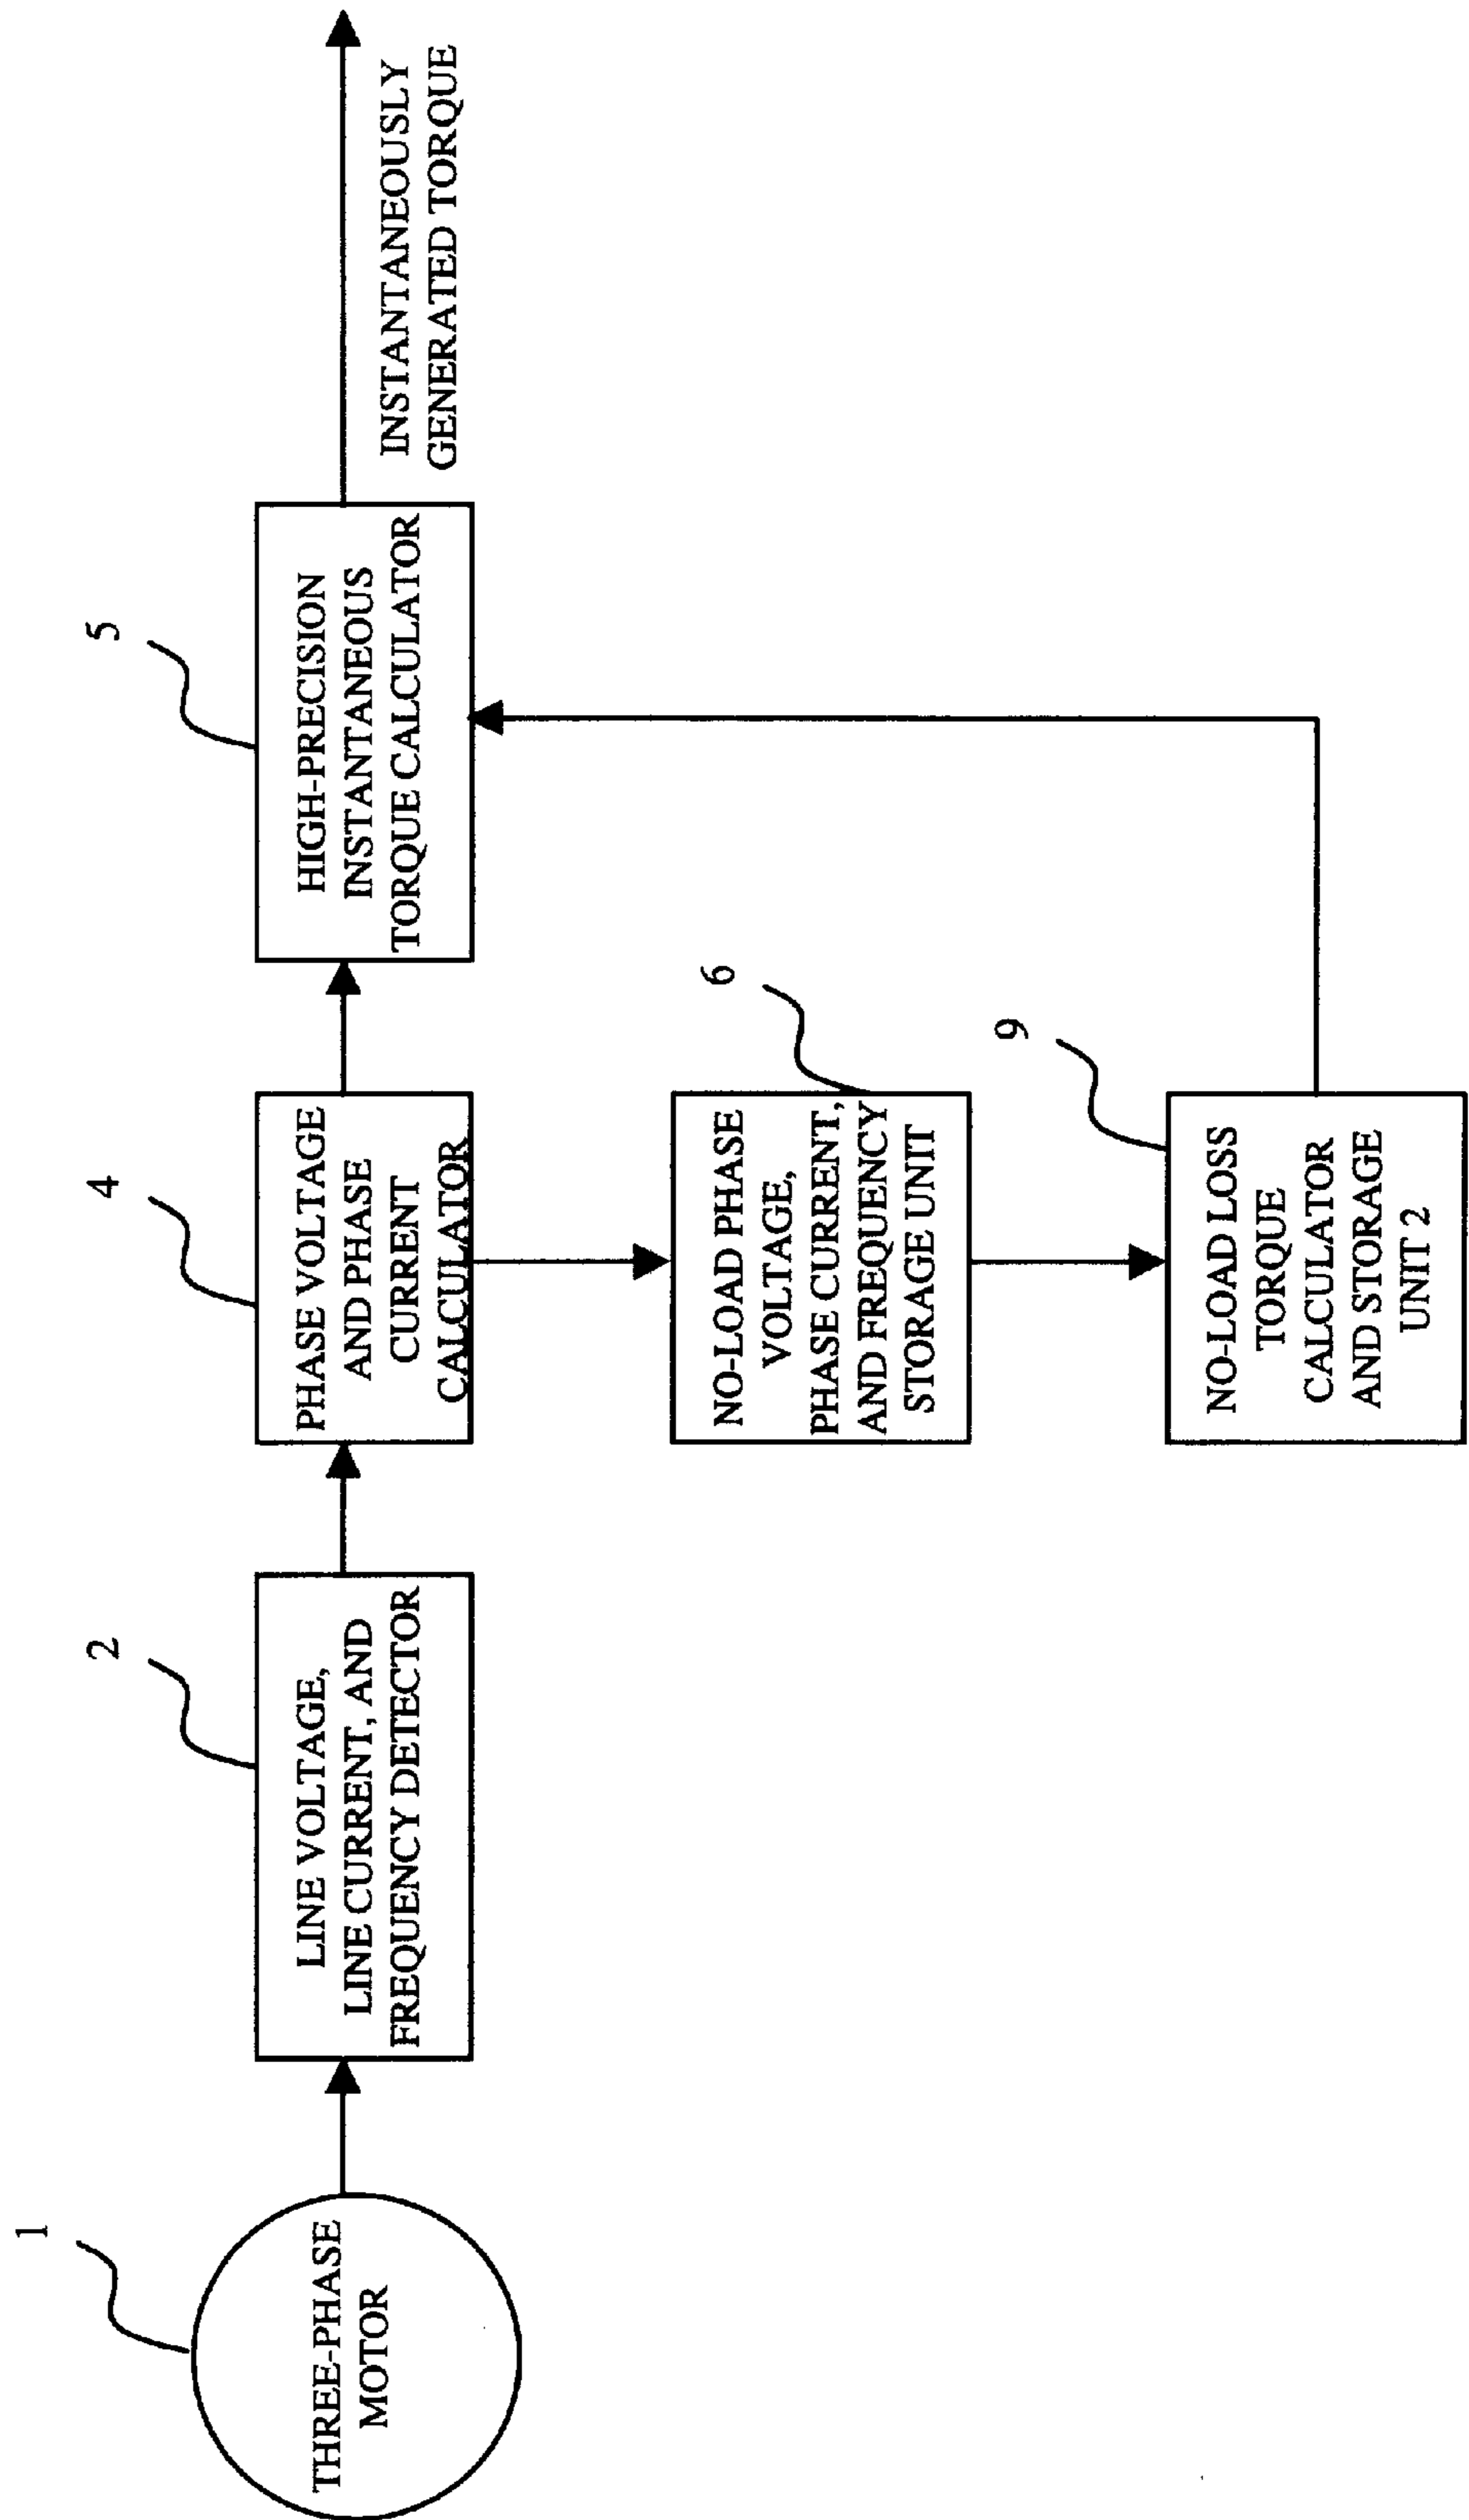 1
THREE-PHASE
MOTOR
2
LINE VOLTAGE,
LINE CURRENT, AND
FREQUENCY DETECTOR
4
PHASE VOLTAGE
AND PHASE
CURRENT
CALCULATOR
5
HIGH-PRECISION
INSTANTANEOUS
TORQUE CALCULATOR
INSTANTANEOUSLY
GENERATED TORQUE
6
NO-LOAD PHASE
VOLTAGE,
PHASE CURRENT,
AND FREQUENCY
STORAGE UNIT
9
NO-LOAD LOSS
TORQUE
CALCULATOR
AND STORAGE
UNIT 2